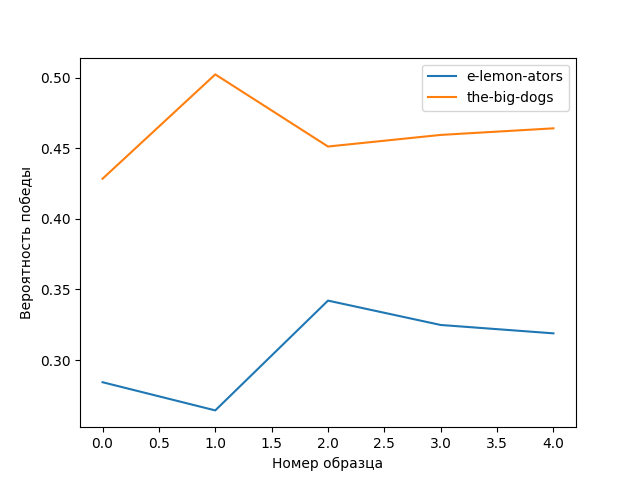 e-lemon-ators
the-big-dogs
0.50
0.45
0.40
0.35
0.30
Вероятность победы
0.0 0.5 1.0 1.5 2.0 2.5 3.0 3.5 4.0
Номер образца